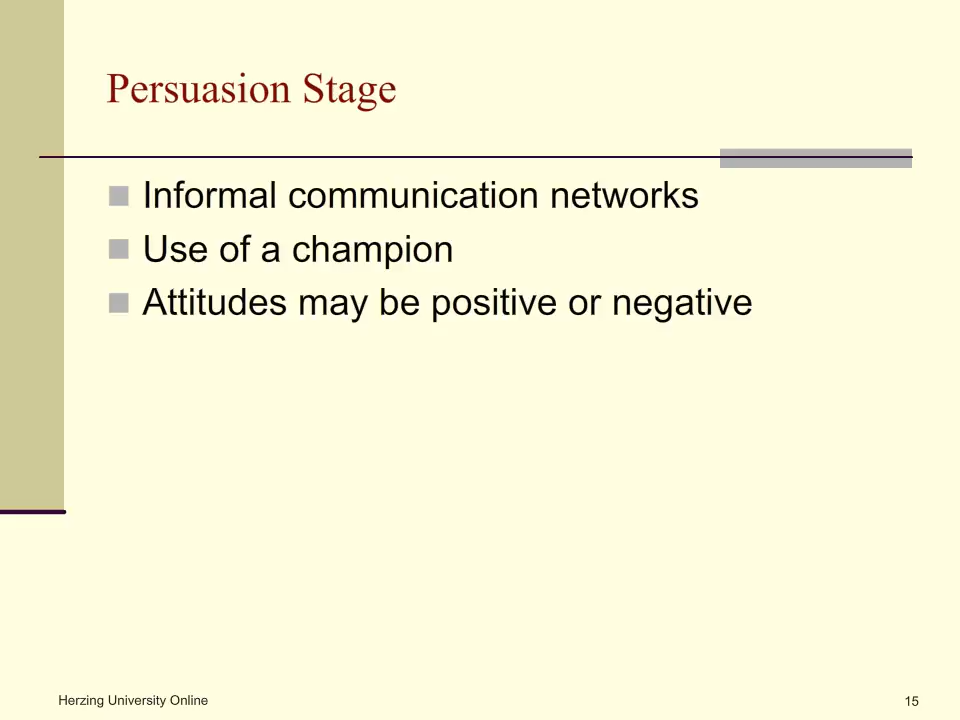 Persuasion Stage
Informal communication networks
Use of a champion
Attitudes may be positive or negative
Herzing University Online
15